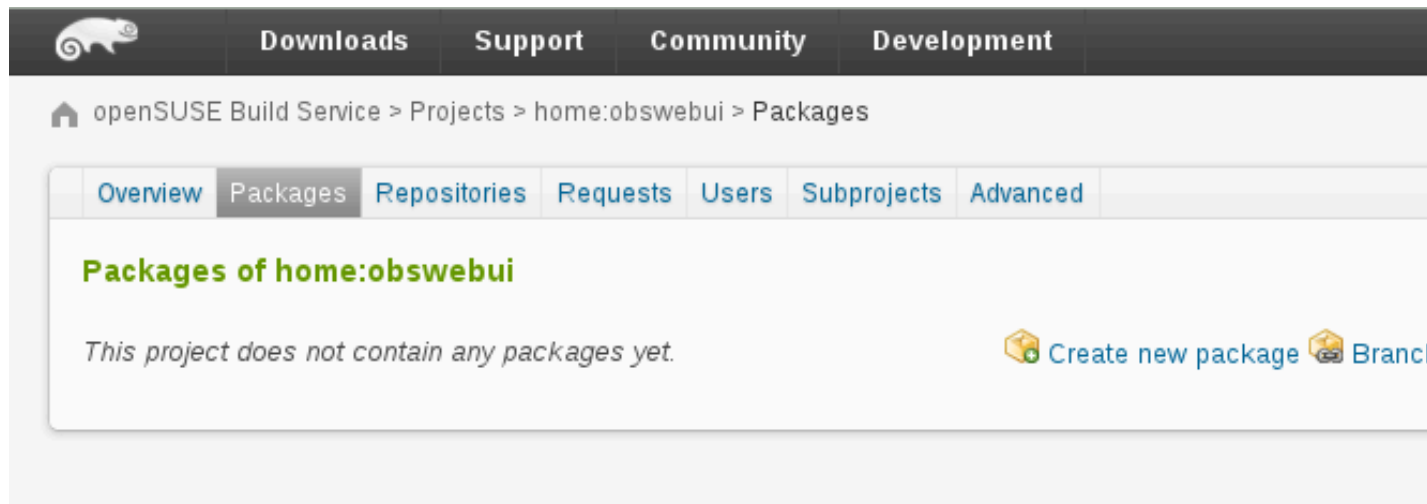 Downloads Support Community Development
openSUSE Build Service > Projects > home:obswebui > Packages
Overview Packages Repositories Requests Users Subprojects Advanced
Packages of home:obswebui
This project does not contain any packages yet. Create new package